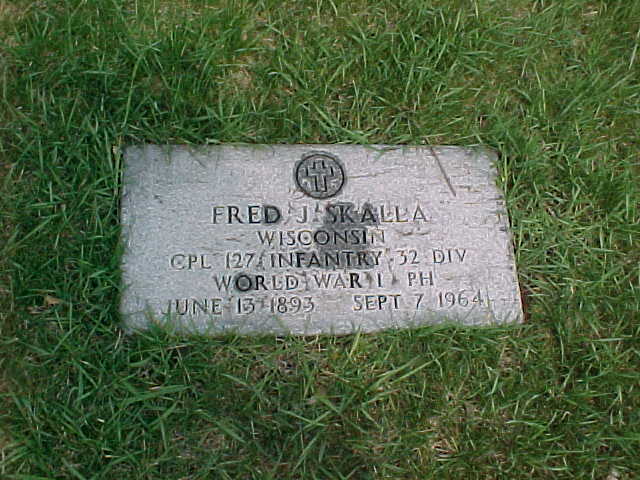 FRED J SKALLA
WISCONSIN
CPL 127 INFANTRY 32 DIV
WORLD WAR I PH
JUNE 13 1893 SEPT 7 1964